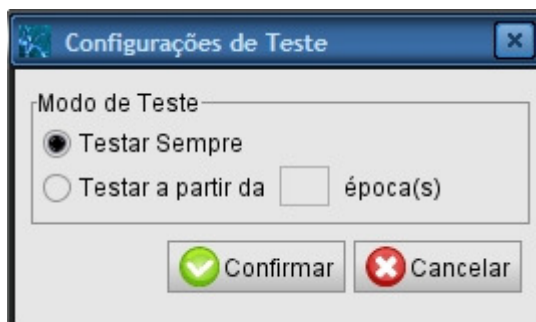 Configurações de Teste
Modo de Teste
Testar Sempre
Testar a partir da época(s)
Confirmar Cancelar